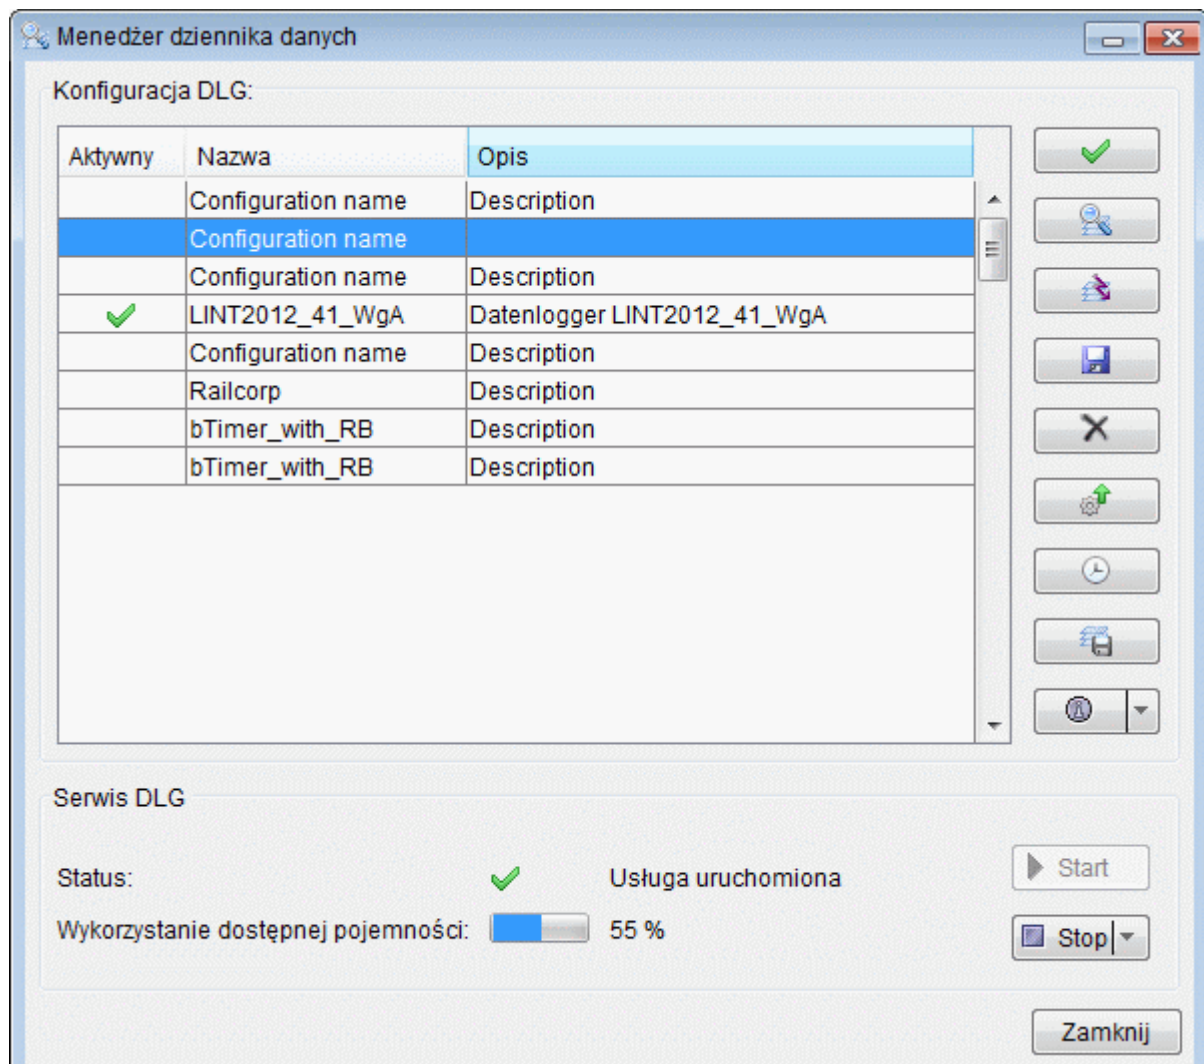 Menedżer dziennika danych
Konfiguracja DLG:
Aktywny Nazwa Opis
Configuration name Description
Configuration name
Configuration name Description
LINT2012_41_WgA Datenlogger LINT2012_41_WgA
Configuration name Description
Railcorp Description
bTimer_with_RB Description
bTimer_with_RB Description
Serwis DLG
Status: Usługa uruchomiona
Start
Wykorzystanie dostępnej pojemności: 55 %
Stop
Zamknij